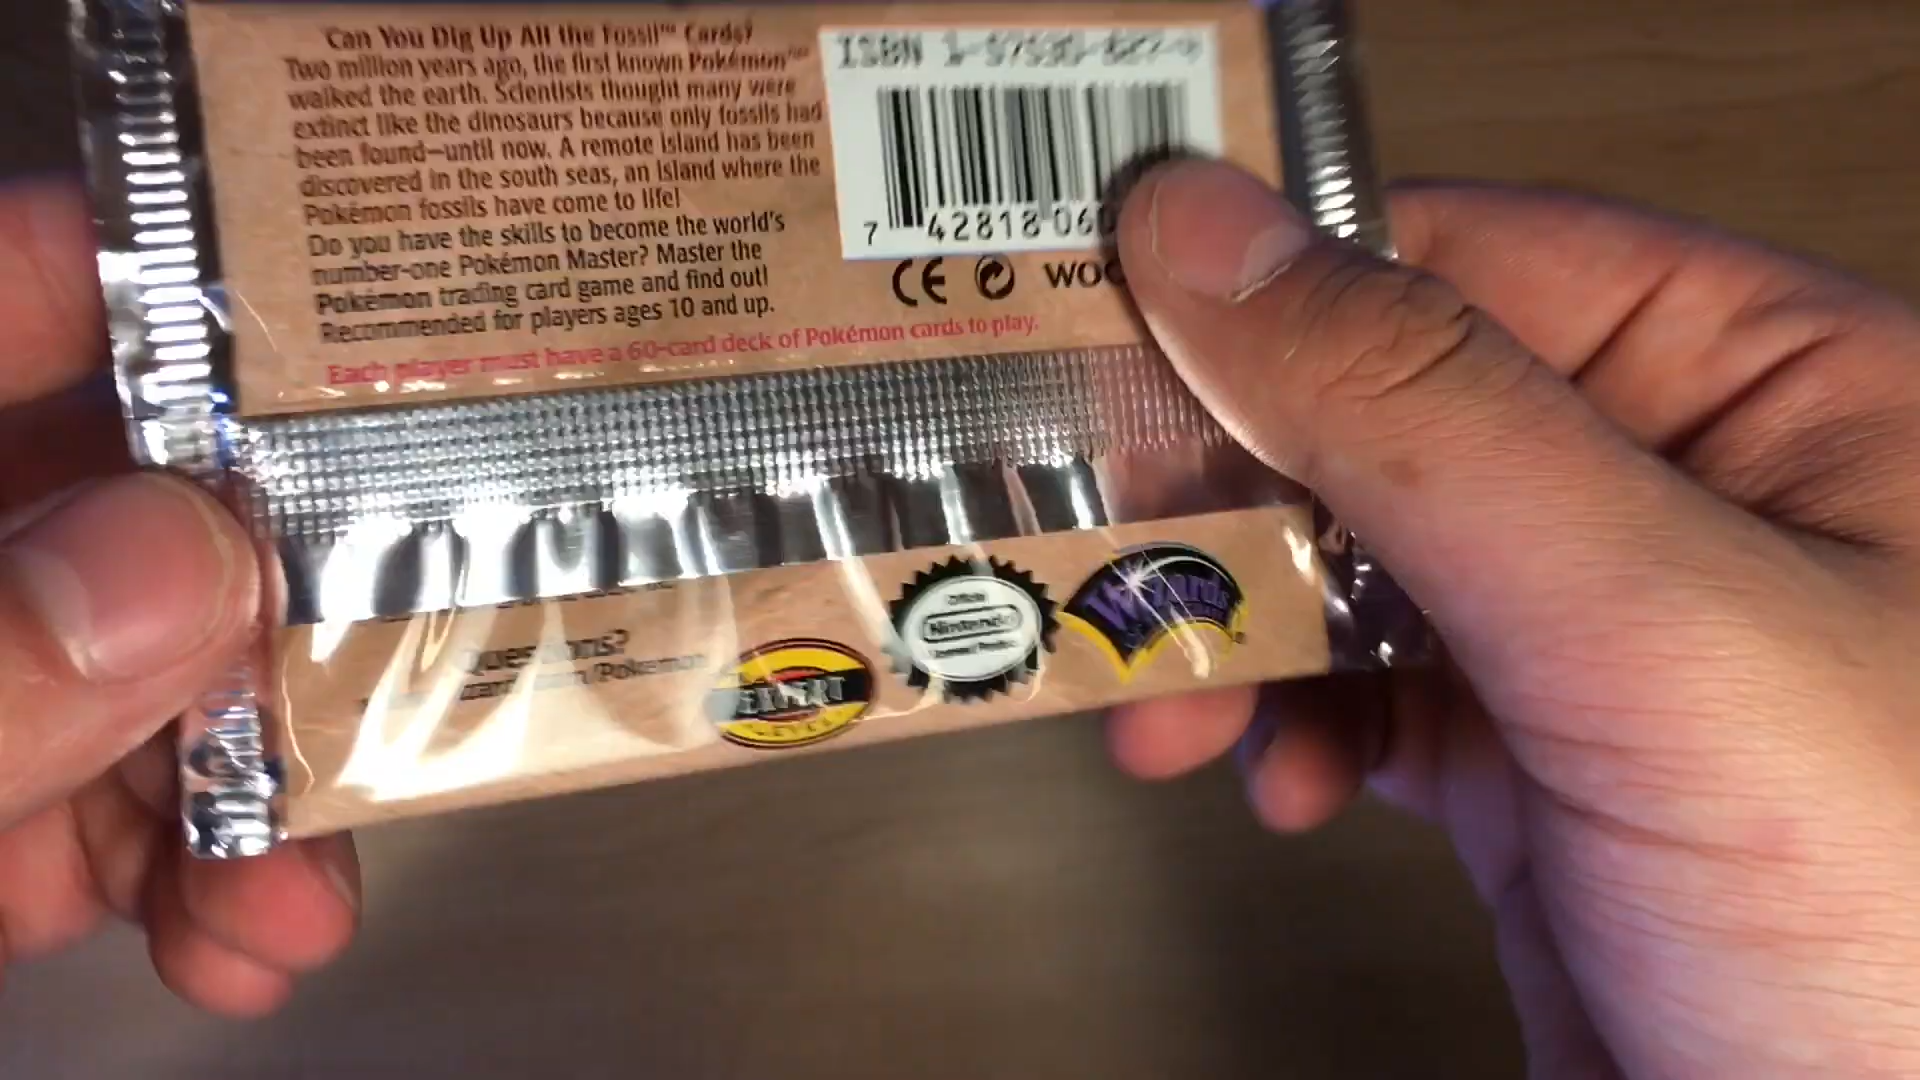 Can You Dig Up All the Fossil™ Cards?
Two million years ago, the first known Pokémon™
walked the earth. Scientists thought many were
extinct like the dinosaurs because only fossils had
been found—until now. A remote island has been
discovered in the south seas, an island where the
Pokémon fossils have come to life!
Do you have the skills to become the world's
number-one Pokémon Master? Master the
Pokémon trading card game and find out!
Recommended for players ages 10 and up.
Each player must have a 60-card deck of Pokémon cards to play.
ISBN
7 42818 06
CE
Questions?
Nintendo
Wizards